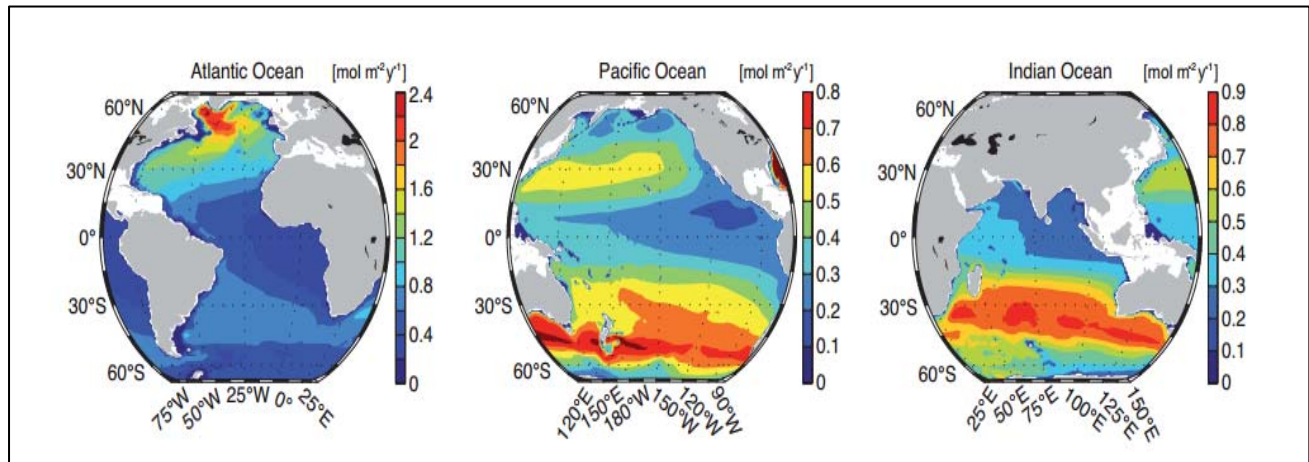 Atlantic Ocean [mol m⁻² y⁻¹]
60°N
30°N
0°
30°S
60°S
75°W
50°W
25°W
0°
25°E
2.4
2
1.6
1.2
0.8
0.4
0
Pacific Ocean [mol m⁻² y⁻¹]
60°N
30°N
0°
30°S
60°S
120°E
150°E
180°W
150°W
120°W
90°W
0.8
0.7
0.6
0.5
0.4
0.3
0.2
0.1
0
Indian Ocean [mol m⁻² y⁻¹]
60°N
30°N
0°
30°S
60°S
25°E
50°E
75°E
100°E
125°E
150°E
0.9
0.8
0.7
0.6
0.5
0.4
0.3
0.2
0.1
0